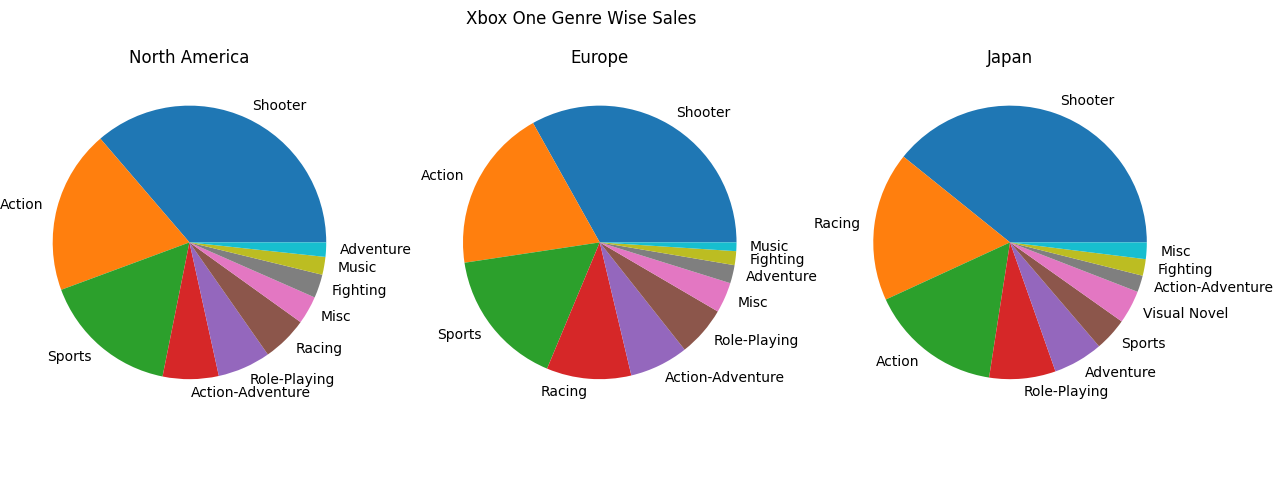 Xbox One Genre Wise Sales
North America
Shooter
Action
Sports
Action-Adventure
Role-Playing
Racing
Misc
Fighting
Music
Adventure
Europe
Shooter
Action
Sports
Racing
Action-Adventure
Role-Playing
Misc
Adventure
Fighting
Music
Japan
Shooter
Racing
Action
Role-Playing
Adventure
Sports
Visual Novel
Action-Adventure
Fighting
Misc